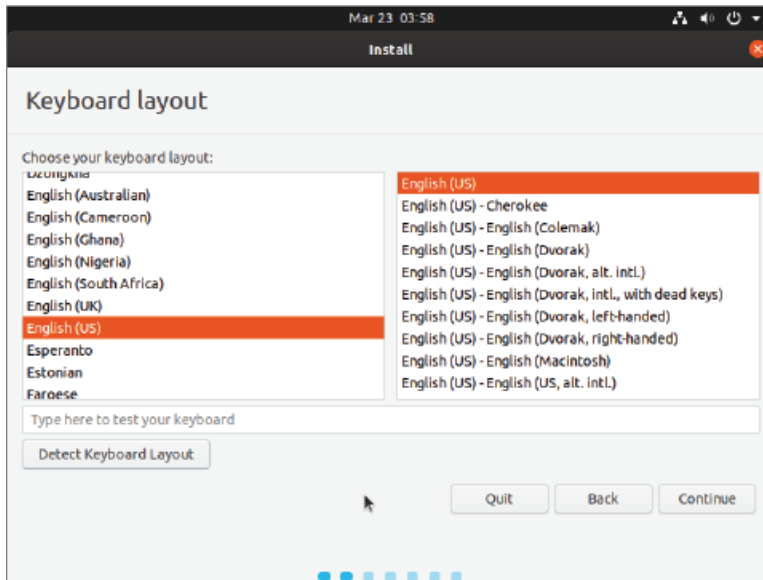 Mar 23 03:58
Install
Keyboard layout
Choose your keyboard layout:
Dzongkha
English (Australian)
English (Cameroon)
English (Ghana)
English (Nigeria)
English (South Africa)
English (UK)
English (US)
Esperanto
Estonian
Faroese
English (US)
English (US) - Cherokee
English (US) - English (Colemak)
English (US) - English (Dvorak)
English (US) - English (Dvorak, alt. intl.)
English (US) - English (Dvorak, intl., with dead keys)
English (US) - English (Dvorak, left-handed)
English (US) - English (Dvorak, right-handed)
English (US) - English (Macintosh)
English (US) - English (US, alt. intl.)
Type here to test your keyboard
Detect Keyboard Layout
Quit
Back
Continue